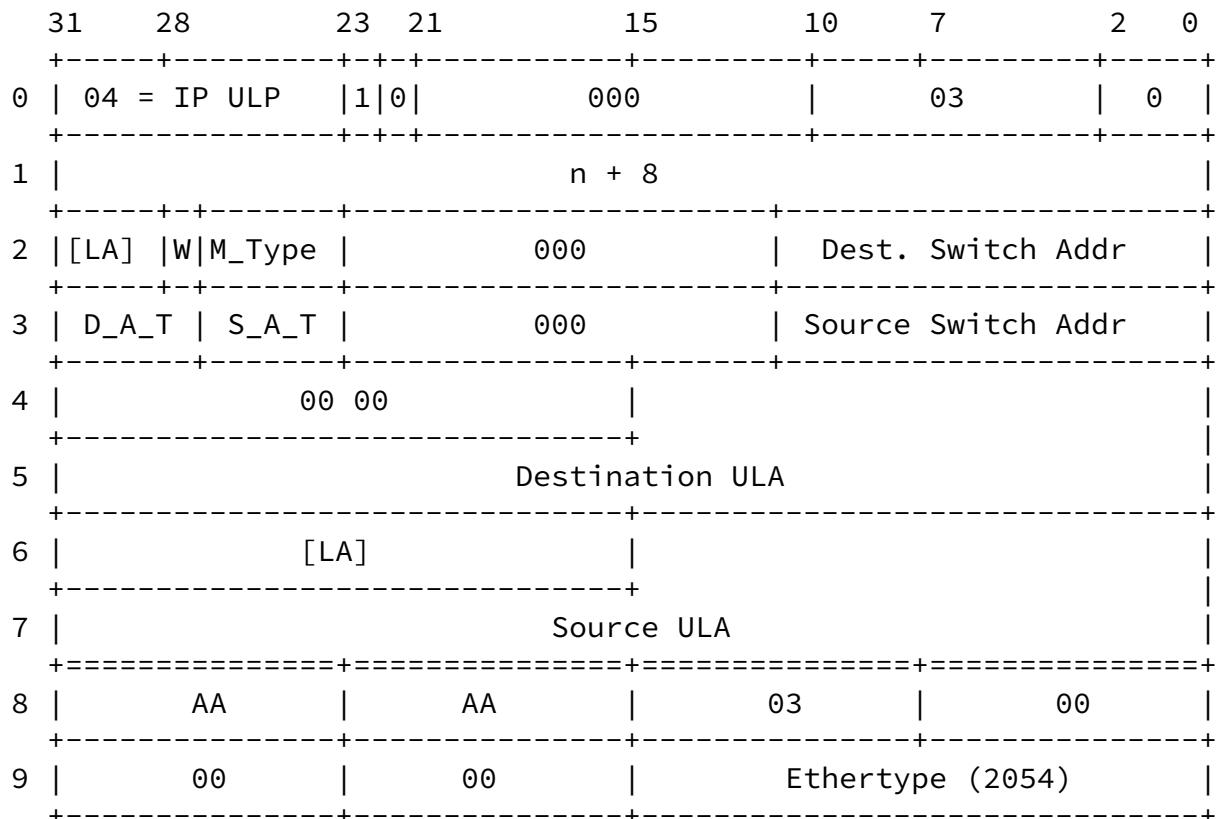 31    28        23  21          15        10     7         2   0
    +-----+---------+-+-+-----------+---------+-----+---------+-----+
  0 | 04 = IP ULP   |1|0|         000         |      03       |  0  |
    +---------------+-+-+---------------------+---------------+-----+
  1 |                            n + 8                              |
    +-----+-+-------+-----------------------+-----------------------+
  2 |[LA] |W|M_Type |          000          |  Dest. Switch Addr    |
    +-----+-+-------+-----------------------+-----------------------+
  3 | D_A_T | S_A_T |          000          | Source Switch Addr    |
    +-------+-------+---------------+-------+-----------------------+
  4 |             00 00             |                               |
    +-------------------------------+                               |
  5 |                         Destination ULA                       |
    +-------------------------------+-------------------------------+
  6 |             [LA]              |                               |
    +-------------------------------+                               |
  7 |                           Source ULA                          |
    +===============+===============+===============+===============+
  8 |       AA      |      AA       |       03      |       00      |
    +---------------+---------------+---------------+---------------+
  9 |       00      |      00       |        Ethertype (2054)       |
    +---------------+---------------+-------------------------------+